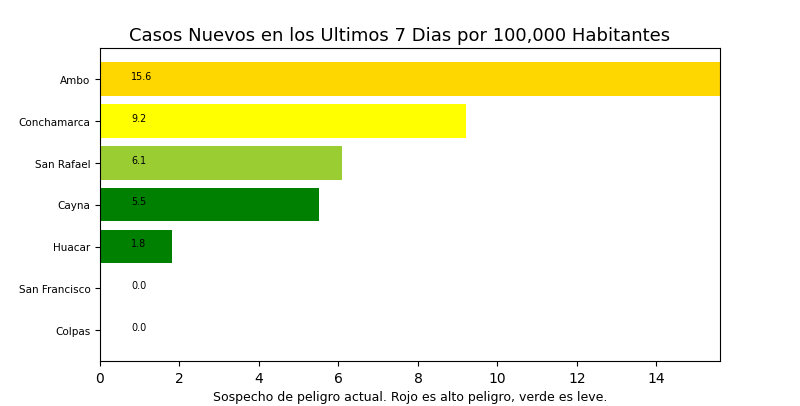 Casos Nuevos en los Ultimos 7 Dias por 100,000 Habitantes
Ambo 15.6
Conchamarca 9.2
San Rafael 6.1
Cayna 5.5
Huacar 1.8
San Francisco 0.0
Colpas 0.0
0 2 4 6 8 10 12 14
Sospecho de peligro actual. Rojo es alto peligro, verde es leve.